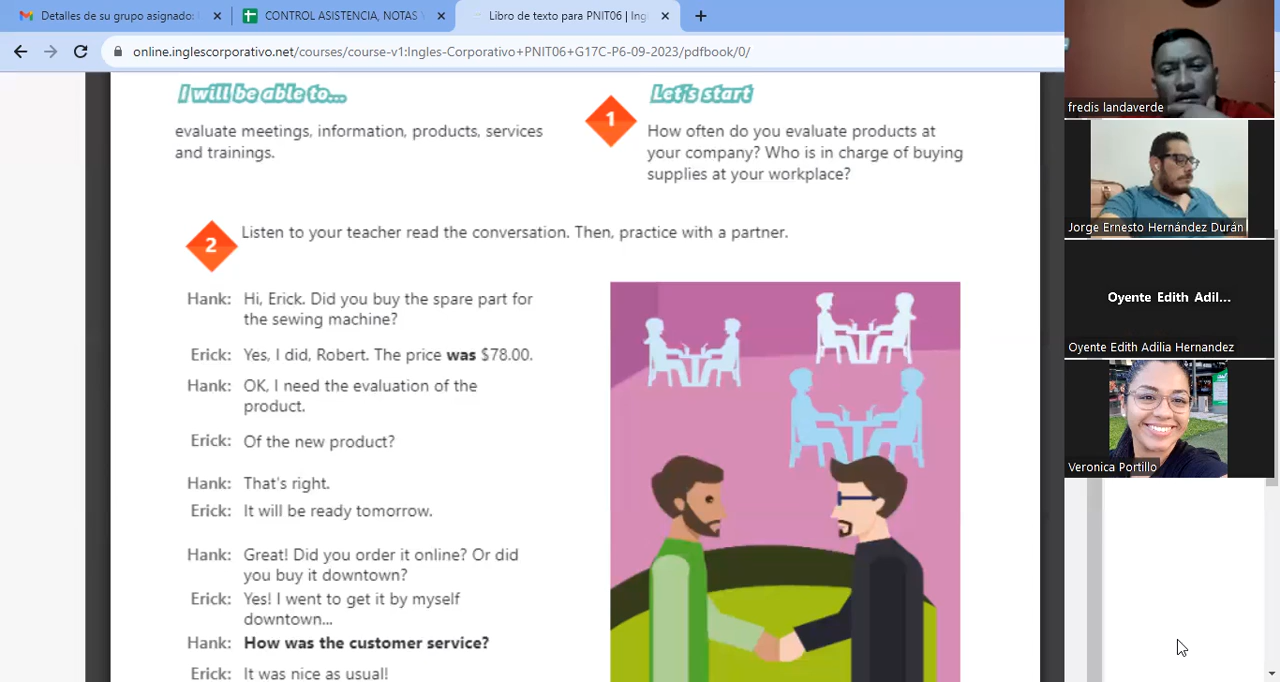 Detalles de su grupo asignado:
CONTROL ASISTENCIA, NOTAS
Libro de texto para PNIT06 | Ing
online.inglescorporativo.net/courses/course-v1:Ingles-Corporativo+PNIT06+G17C-P6-09-2023/pdfbook/0/
I will be able to...
evaluate meetings, information, products, services
and trainings.
Let's start
1
How often do you evaluate products at
your company? Who is in charge of buying
supplies at your workplace?
2
Listen to your teacher read the conversation. Then, practice with a partner.
Hank: Hi, Erick. Did you buy the spare part for
the sewing machine?
Erick: Yes, I did, Robert. The price was $78.00.
Hank: OK, I need the evaluation of the
product.
Erick: Of the new product?
Hank: That's right.
Erick: It will be ready tomorrow.
Hank: Great! Did you order it online? Or did
you buy it downtown?
Erick: Yes! I went to get it by myself
downtown...
Hank: How was the customer service?
Erick: It was nice as usual!
fredis landaverde
Jorge Ernesto Hernández Durán
Oyente Edith Adil...
Oyente Edith Adilia Hernandez
Veronica Portillo